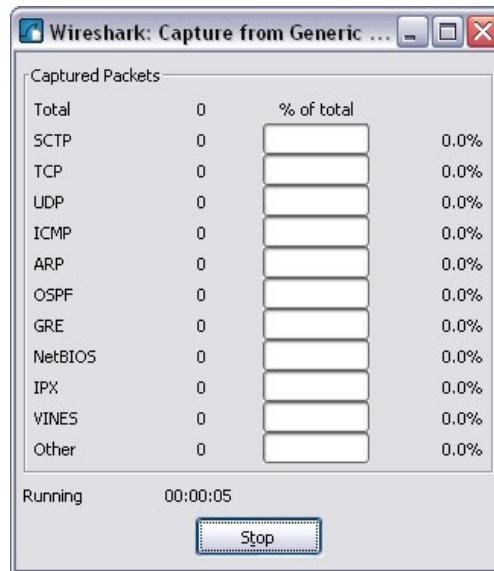 Wireshark: Capture from Generic ...
Captured Packets
Total 0 % of total
SCTP 0 0.0%
TCP 0 0.0%
UDP 0 0.0%
ICMP 0 0.0%
ARP 0 0.0%
OSPF 0 0.0%
GRE 0 0.0%
NetBIOS 0 0.0%
IPX 0 0.0%
VINES 0 0.0%
Other 0 0.0%
Running 00:00:05
Stop